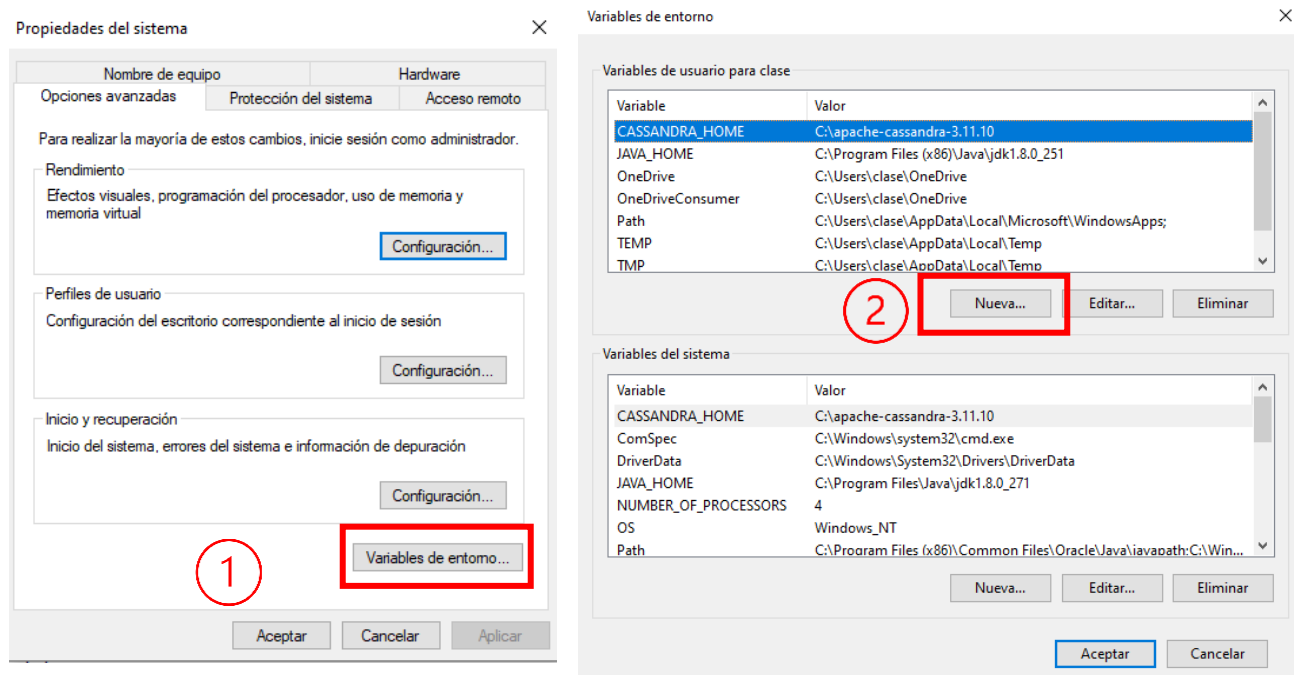 Propiedades del sistema
Nombre de equipo
Hardware
Opciones avanzadas
Protección del sistema
Acceso remoto
Para realizar la mayoría de estos cambios, inicie sesión como administrador.
Rendimiento
Efectos visuales, programación del procesador, uso de memoria y
memoria virtual
Configuración...
Perfiles de usuario
Configuración del escritorio correspondiente al inicio de sesión
Configuración...
Inicio y recuperación
Inicio del sistema, errores del sistema e información de depuración
Configuración...
1
Variables de entorno...
Aceptar
Cancelar
Aplicar
Variables de entorno
Variables de usuario para clase
Variable Valor
CASSANDRA_HOME C:\apache-cassandra-3.11.10
JAVA_HOME C:\Program Files (x86)\Java\jdk1.8.0_251
OneDrive C:\Users\clase\OneDrive
OneDriveConsumer C:\Users\clase\OneDrive
Path C:\Users\clase\AppData\Local\Microsoft\WindowsApps;
TEMP C:\Users\clase\AppData\Local\Temp
TMP C:\Users\clase\AppData\Local\Temp
2
Nueva...
Editar...
Eliminar
Variables del sistema
Variable Valor
CASSANDRA_HOME C:\apache-cassandra-3.11.10
ComSpec C:\Windows\system32\cmd.exe
DriverData C:\Windows\System32\Drivers\DriverData
JAVA_HOME C:\Program Files\Java\jdk1.8.0_271
NUMBER_OF_PROCESSORS 4
OS Windows_NT
Path C:\Program Files (x86)\Common Files\Oracle\Java\javapath;C:\Win...
Nueva...
Editar...
Eliminar
Aceptar
Cancelar